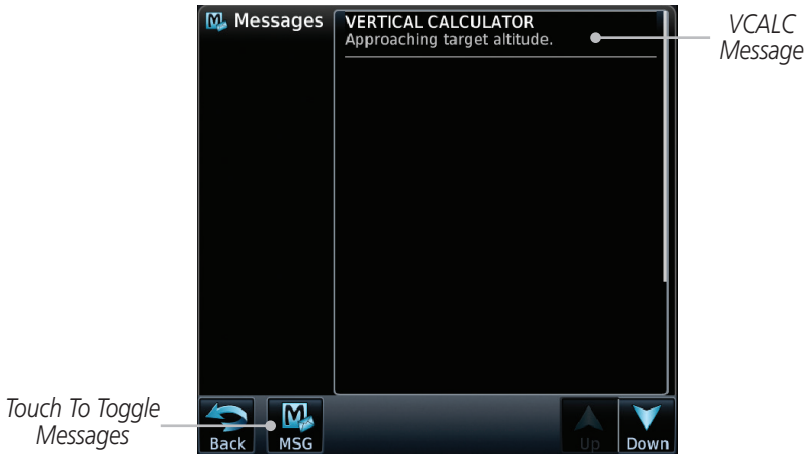 Messages
VERTICAL CALCULATOR
Approaching target altitude.
VCALC
Message
Touch To Toggle
Messages
Back
MSG
Up
Down